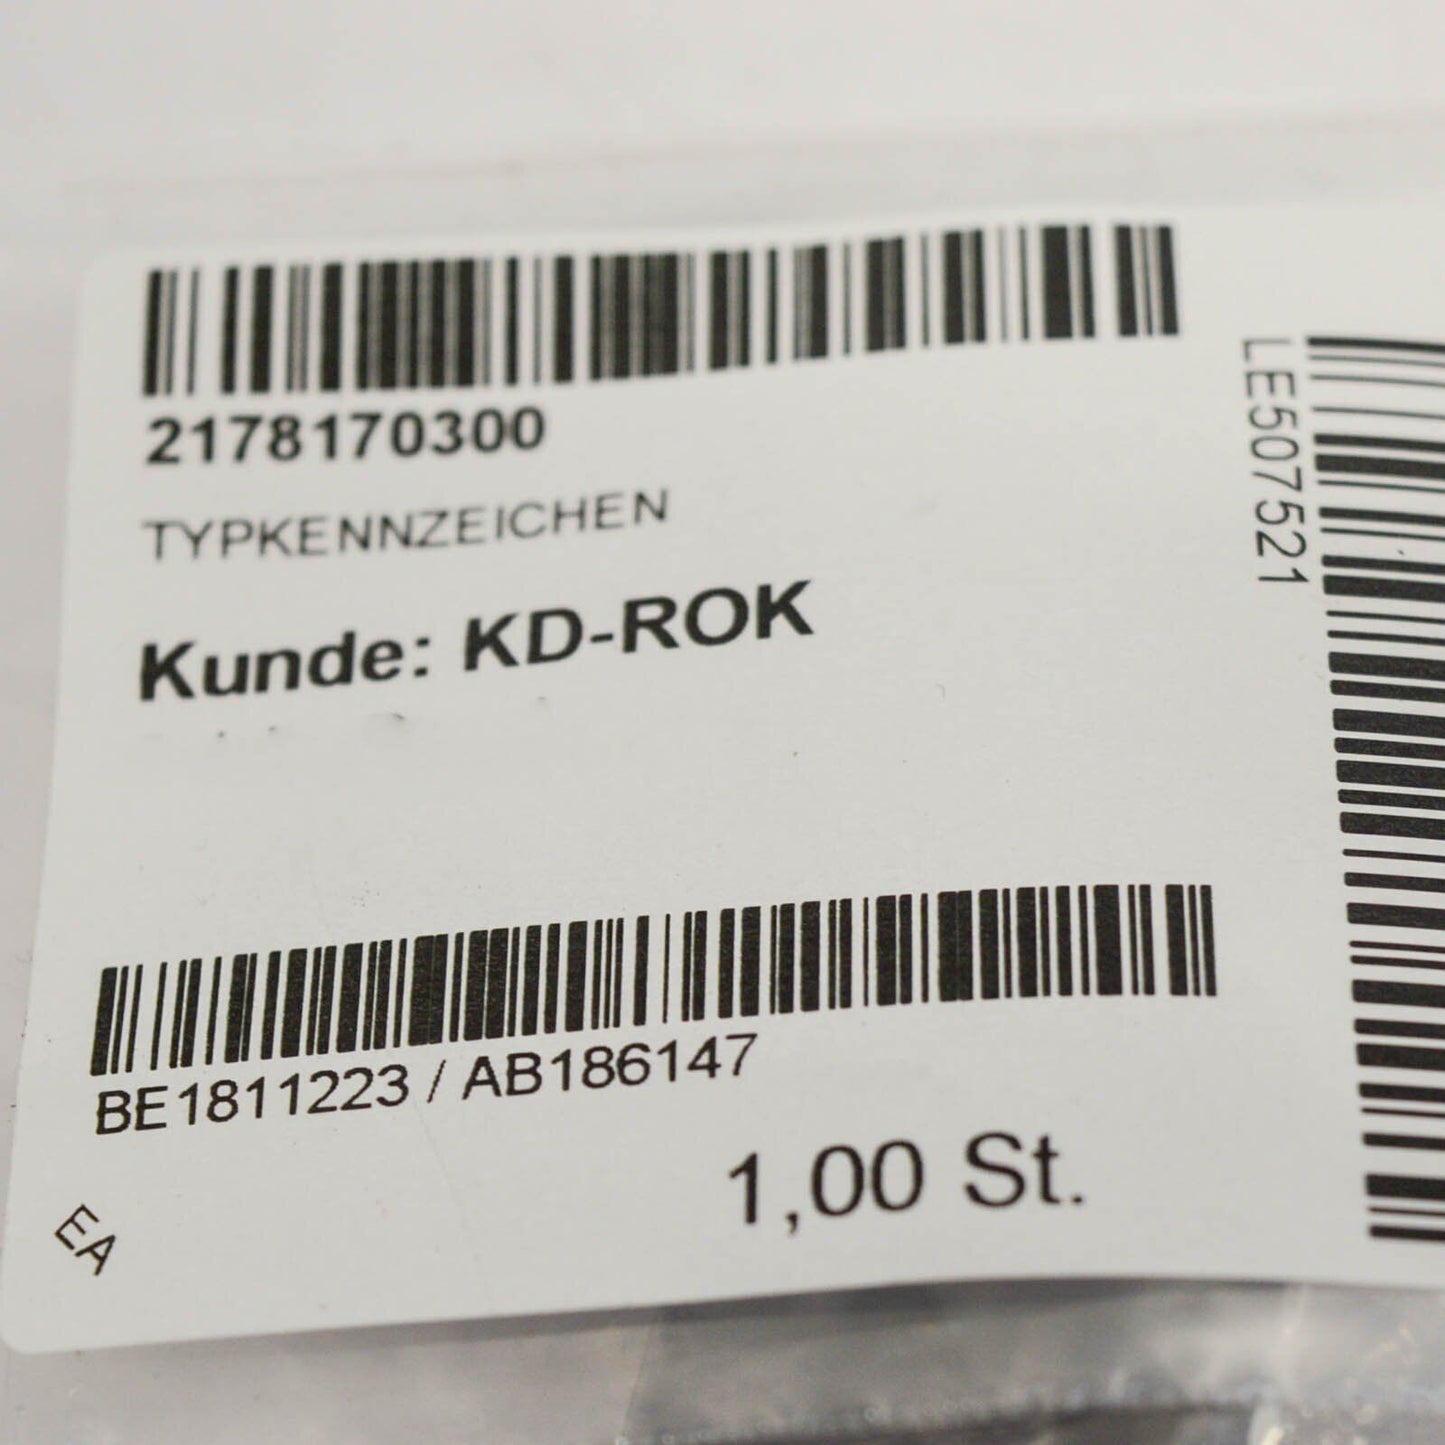 2178170300
TYPKENNZEICHEN
Kunde: KD-ROK
LE507521
BE1811223 / AB186147
1,00 St.
EA